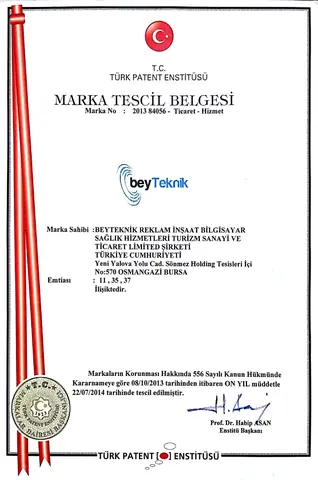 T.C.
TÜRK PATENT ENSTİTÜSÜ
MARKA TESCİL BELGESİ
Marka No : 2013 84056 - Ticaret - Hizmet
beyTeknik
Marka Sahibi :BEYTEKNİK REKLAM İNŞAAT BİLGİSAYAR
SAĞLIK HİZMETLERİ TURİZM SANAYİ VE
TİCARET LİMİTED ŞİRKETİ
TÜRKİYE CUMHURİYETİ
Yeni Yalova Yolu Cad. Sönmez Holding Tesisleri İçi
No:570 OSMANGAZİ BURSA
Emtiası : 11 , 35 , 37
İlişiktedir.
Markaların Korunması Hakkında 556 Sayılı Kanun Hükmünde
Kararnameye göre 08/10/2013 tarihinden itibaren ON YIL müddetle
22/07/2014 tarihinde tescil edilmiştir.
Prof. Dr. Habip ASAN
Enstitü Başkanı
T.C.
MARKALAR DAİRESİ
TÜRK PATENT ENSTİTÜSÜ